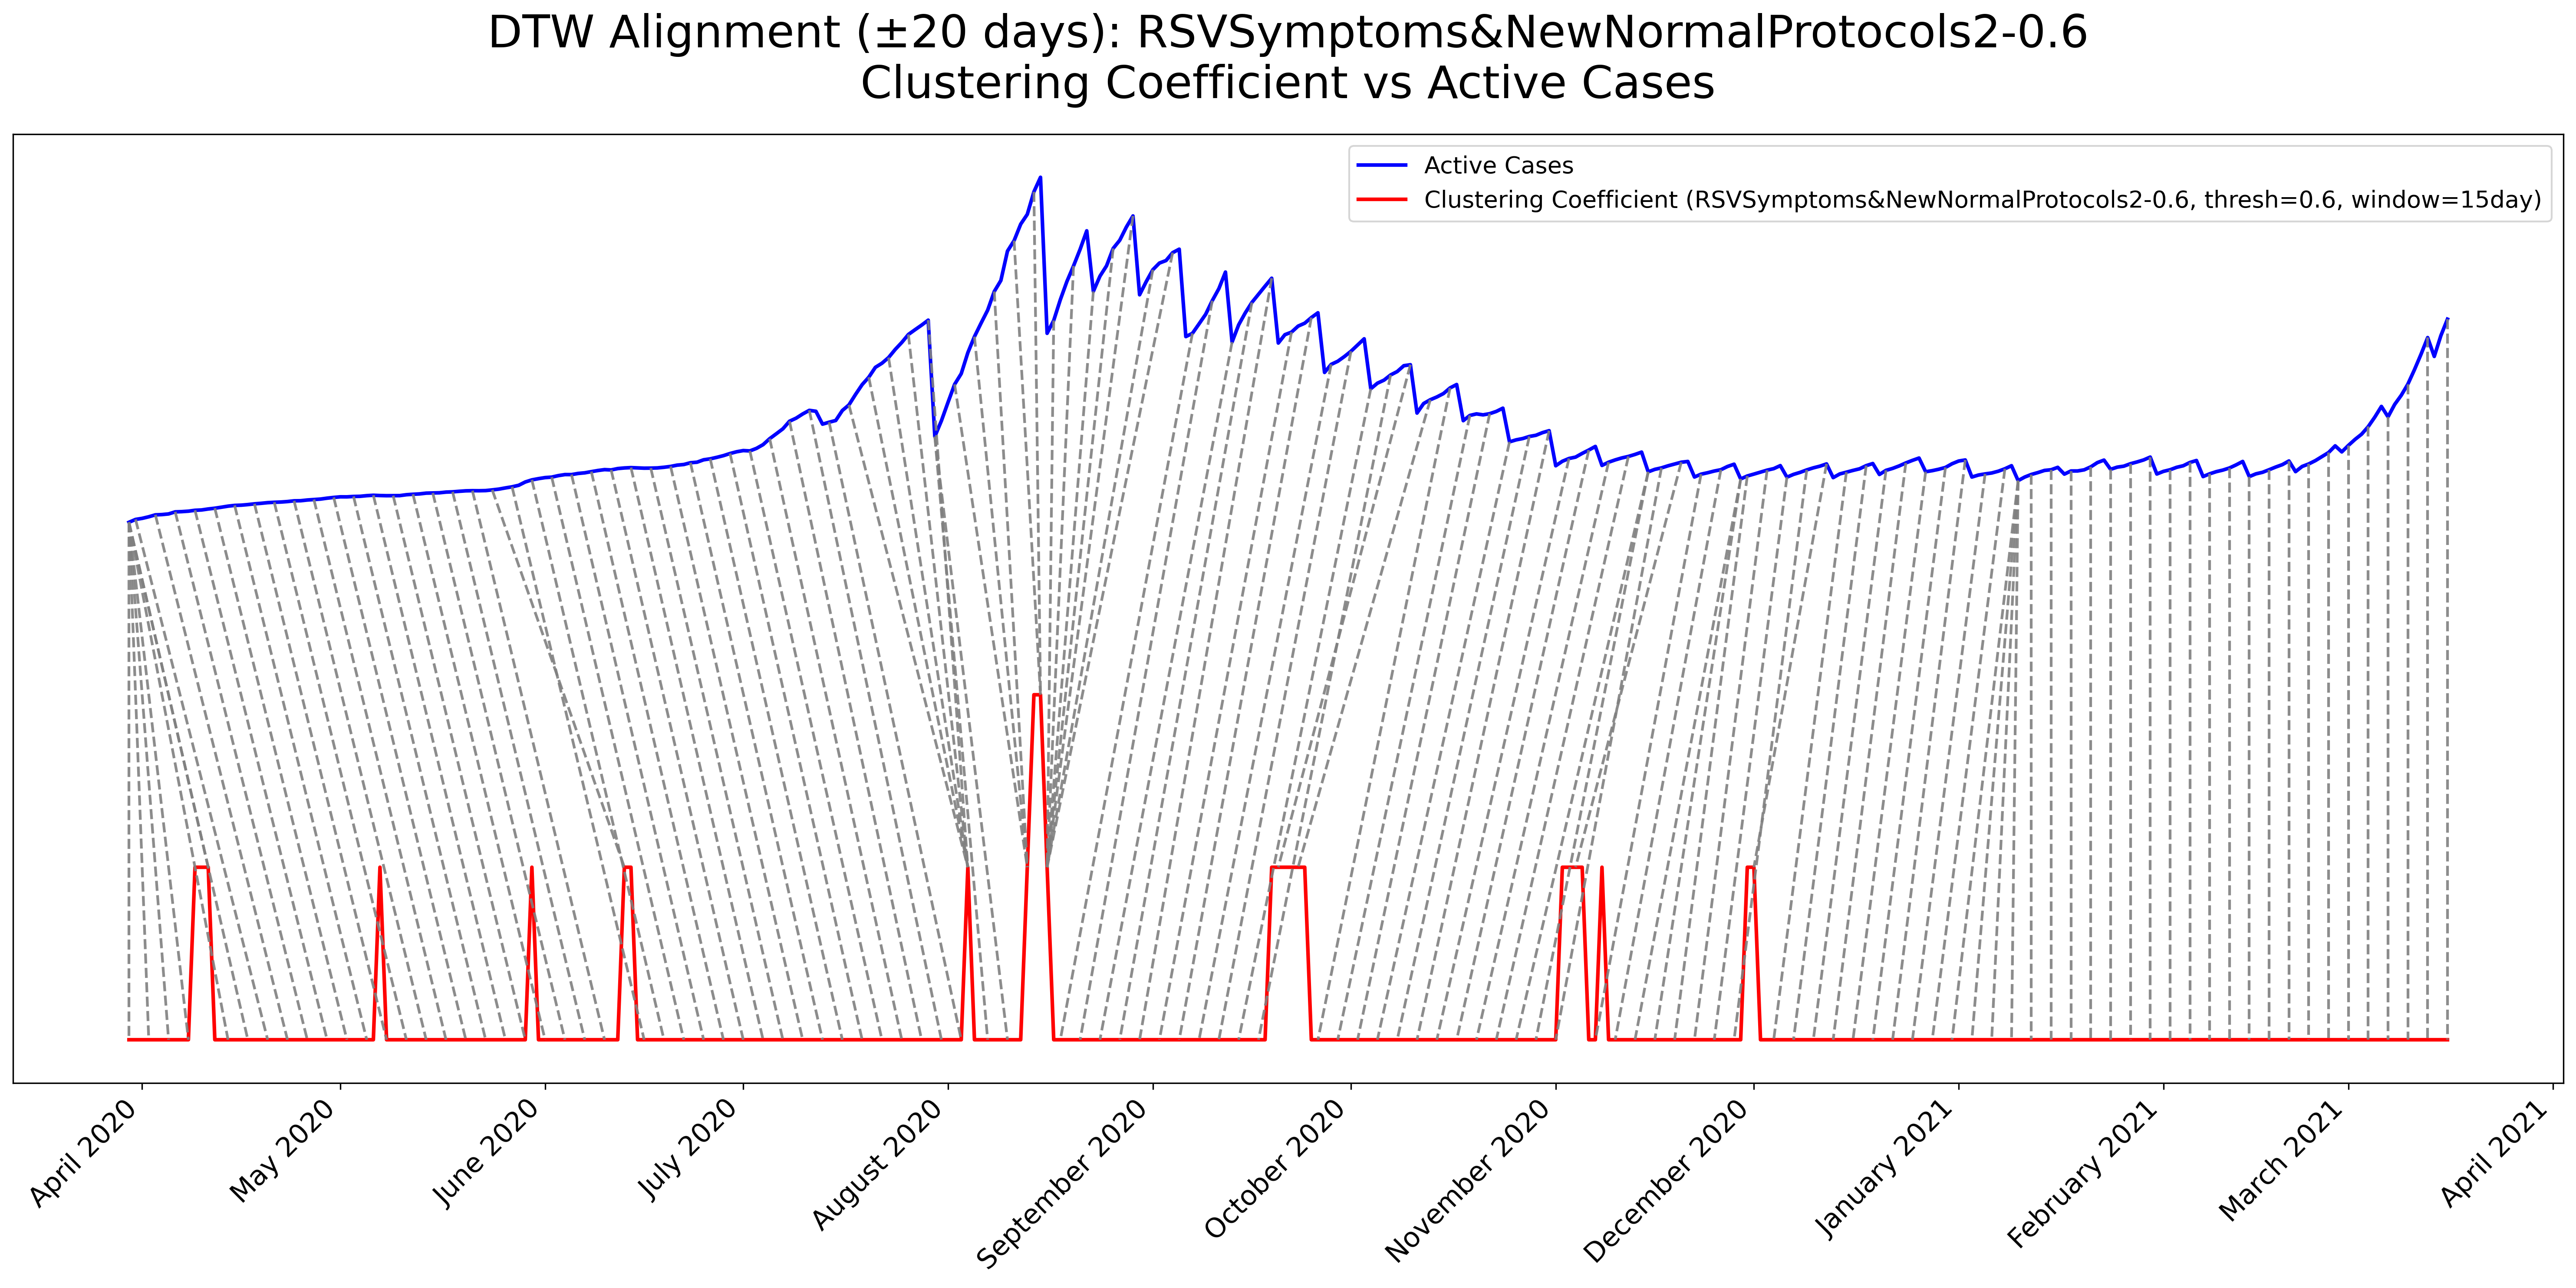 DTW Alignment (±20 days): RSVSymptoms&NewNormalProtocols2-0.6
Clustering Coefficient vs Active Cases
Active Cases
Clustering Coefficient (RSVSymptoms&NewNormalProtocols2-0.6, thresh=0.6, window=15day)
April 2020
May 2020
June 2020
July 2020
August 2020
September 2020
October 2020
November 2020
December 2020
January 2021
February 2021
March 2021
April 2021